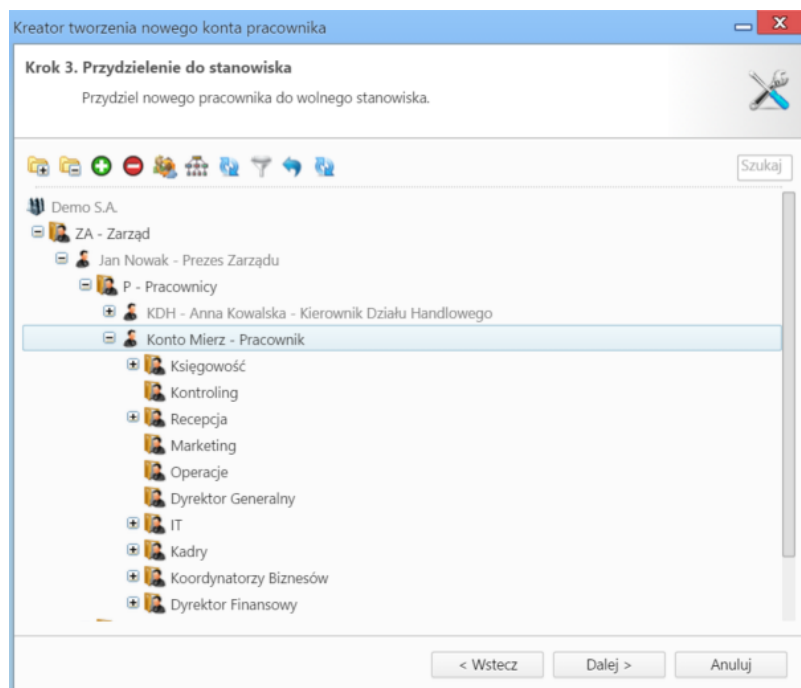 Kreator tworzenia nowego konta pracownika
Krok 3. Przydzielenie do stanowiska
Przydziel nowego pracownika do wolnego stanowiska.
Szukaj
Demo S.A.
ZA - Zarząd
Jan Nowak - Prezes Zarządu
P - Pracownicy
KDH - Anna Kowalska - Kierownik Działu Handlowego
Konto Mierz - Pracownik
Księgowość
Kontroling
Recepcja
Marketing
Operacje
Dyrektor Generalny
IT
Kadry
Koordynatorzy Biznesów
Dyrektor Finansowy
< Wstecz Dalej > Anuluj